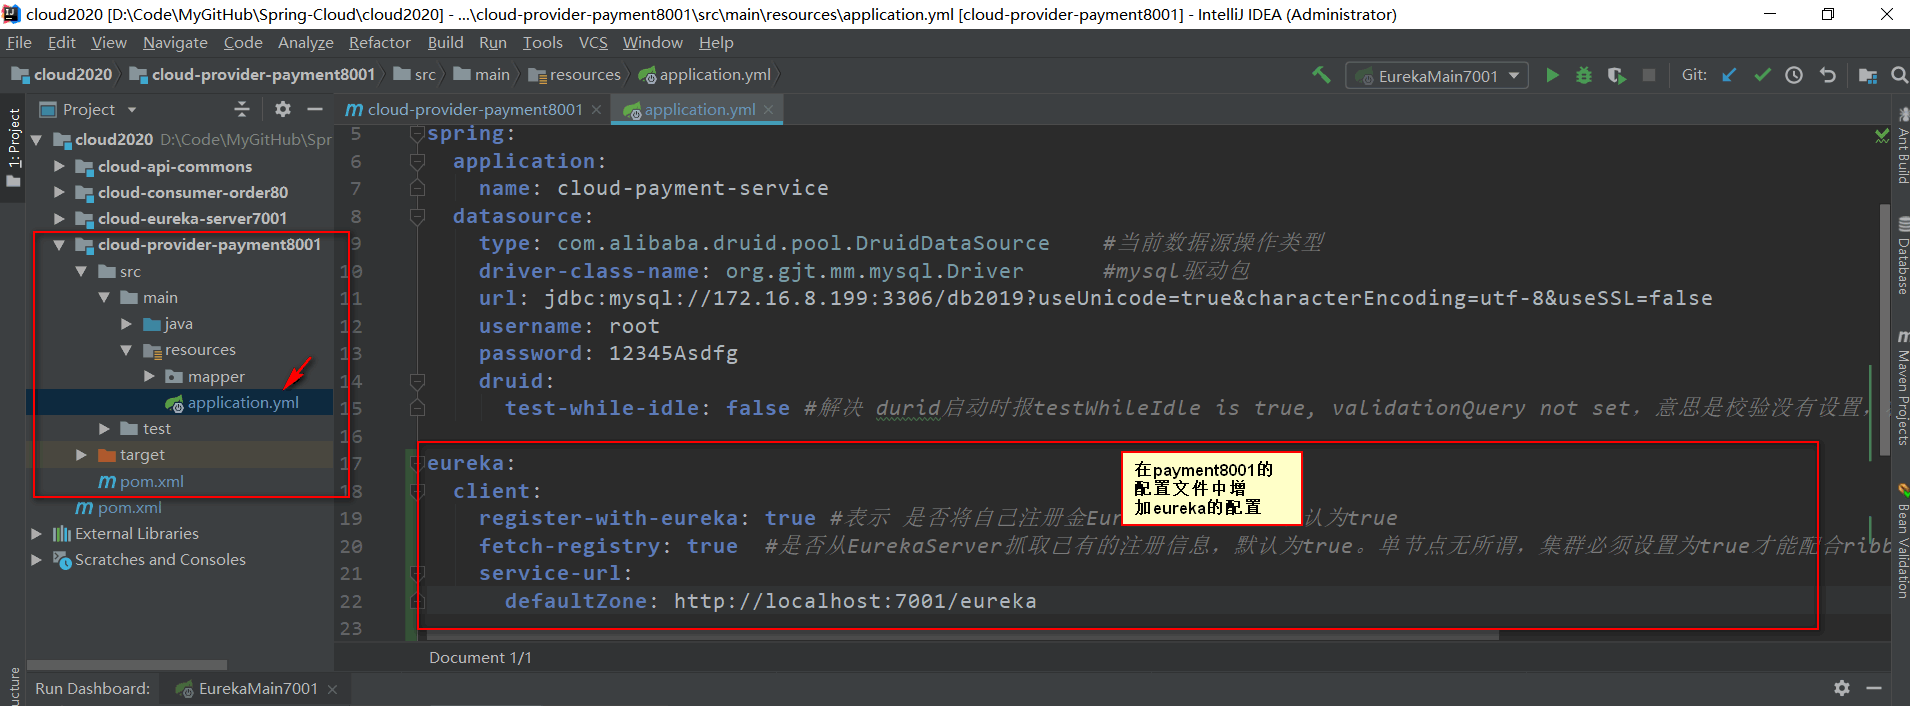 cloud2020 [D:\Code\MyGitHub\Spring-Cloud\cloud2020] - ...\cloud-provider-payment8001\src\main\resources\application.yml [cloud-provider-payment8001] - IntelliJ IDEA (Administrator)
File Edit View Navigate Code Analyze Refactor Build Run Tools VCS Window Help
cloud2020 cloud-provider-payment8001 src main resources application.yml EurekaMain7001 Git:
1: Project
Project
cloud2020 D:\Code\MyGitHub\Spr
cloud-api-commons
cloud-consumer-order80
cloud-eureka-server7001
cloud-provider-payment8001
src
main
java
resources
mapper
application.yml
test
target
pom.xml
pom.xml
External Libraries
Scratches and Consoles
cloud-provider-payment8001 application.yml
5 spring:
6 application:
7 name: cloud-payment-service
8 datasource:
9 type: com.alibaba.druid.pool.DruidDataSource #当前数据源操作类型
10 driver-class-name: org.gjt.mm.mysql.Driver #mysql驱动包
11 url: jdbc:mysql://172.16.8.199:3306/db2019?useUnicode=true&characterEncoding=utf-8&useSSL=false
12 username: root
13 password: 12345Asdfg
14 druid:
15 test-while-idle: false #解决 durid启动时报testWhileIdle is true, validationQuery not set，意思是校验没有设置，
16
17 eureka:
18 client:
19 register-with-eureka: true #表示 是否将自己注册金Eur 认为true
20 fetch-registry: true #是否从EurekaServer抓取已有的注册信息，默认为true。单节点无所谓，集群必须设置为true才能配合ribb
21 service-url:
22 defaultZone: http://localhost:7001/eureka
23
在payment8001的
配置文件中增
加eureka的配置
Document 1/1
Ant Build
Database
Maven Projects
Bean Validation
ucture
Run Dashboard: EurekaMain7001